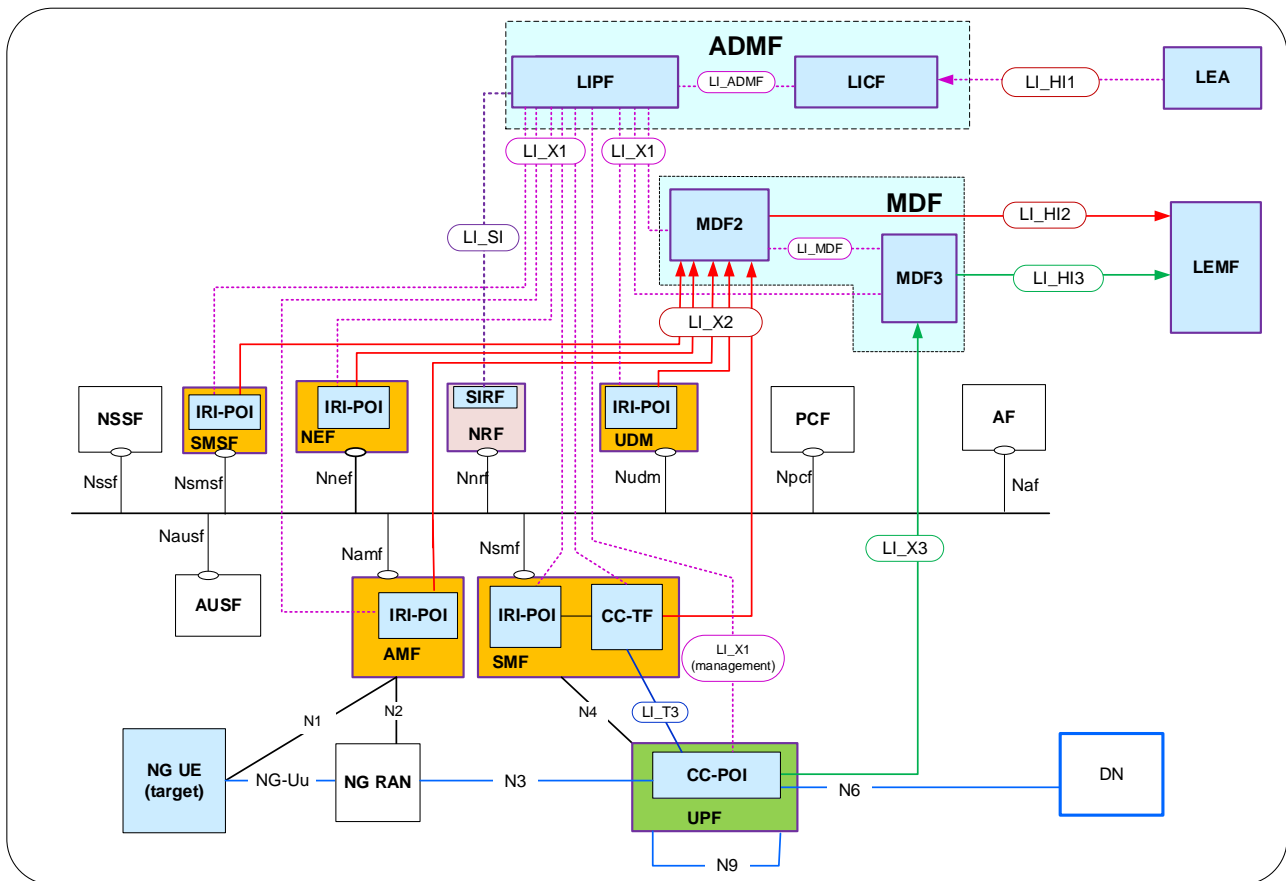 ADMF
LIPF
LI_ADMF
LICF
LI_HI1
LEA
LI_X1
LI_X1
MDF
MDF2
LI_HI2
LI_SI
LI_MDF
MDF3
LI_HI3
LEMF
LI_X2
NSSF
IRI-POI
SMSF
IRI-POI
NEF
SIRF
NRF
IRI-POI
UDM
PCF
AF
Nssf
Nsmsf
Nnef
Nnrf
Nudm
Npcf
Naf
Nausf
Namf
Nsmf
LI_X3
AUSF
IRI-POI
AMF
IRI-POI
CC-TF
SMF
LI_X1
(management)
N1
N2
N4
LI_T3
NG UE
(target)
NG-Uu
NG RAN
N3
CC-POI
UPF
N6
DN
N9